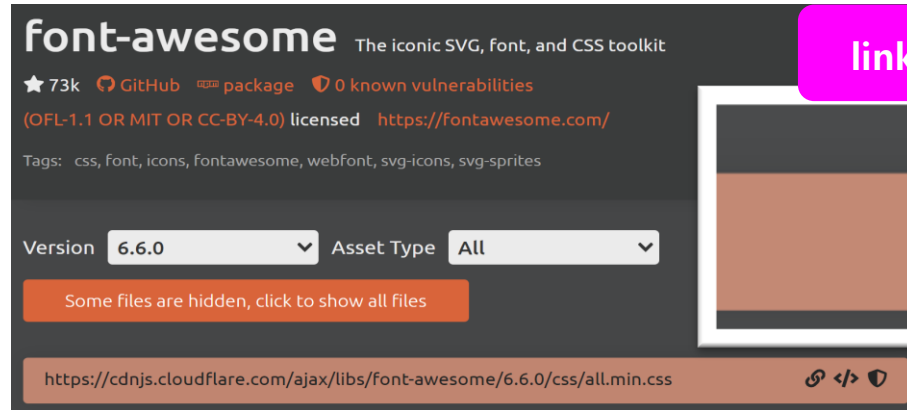 font-awesome The iconic SVG, font, and CSS toolkit
link
73k GitHub npm package 0 known vulnerabilities
(OFL-1.1 OR MIT OR CC-BY-4.0) licensed https://fontawesome.com/
Tags: css, font, icons, fontawesome, webfont, svg-icons, svg-sprites
Version 6.6.0 Asset Type All
Some files are hidden, click to show all files
https://cdnjs.cloudflare.com/ajax/libs/font-awesome/6.6.0/css/all.min.css </>